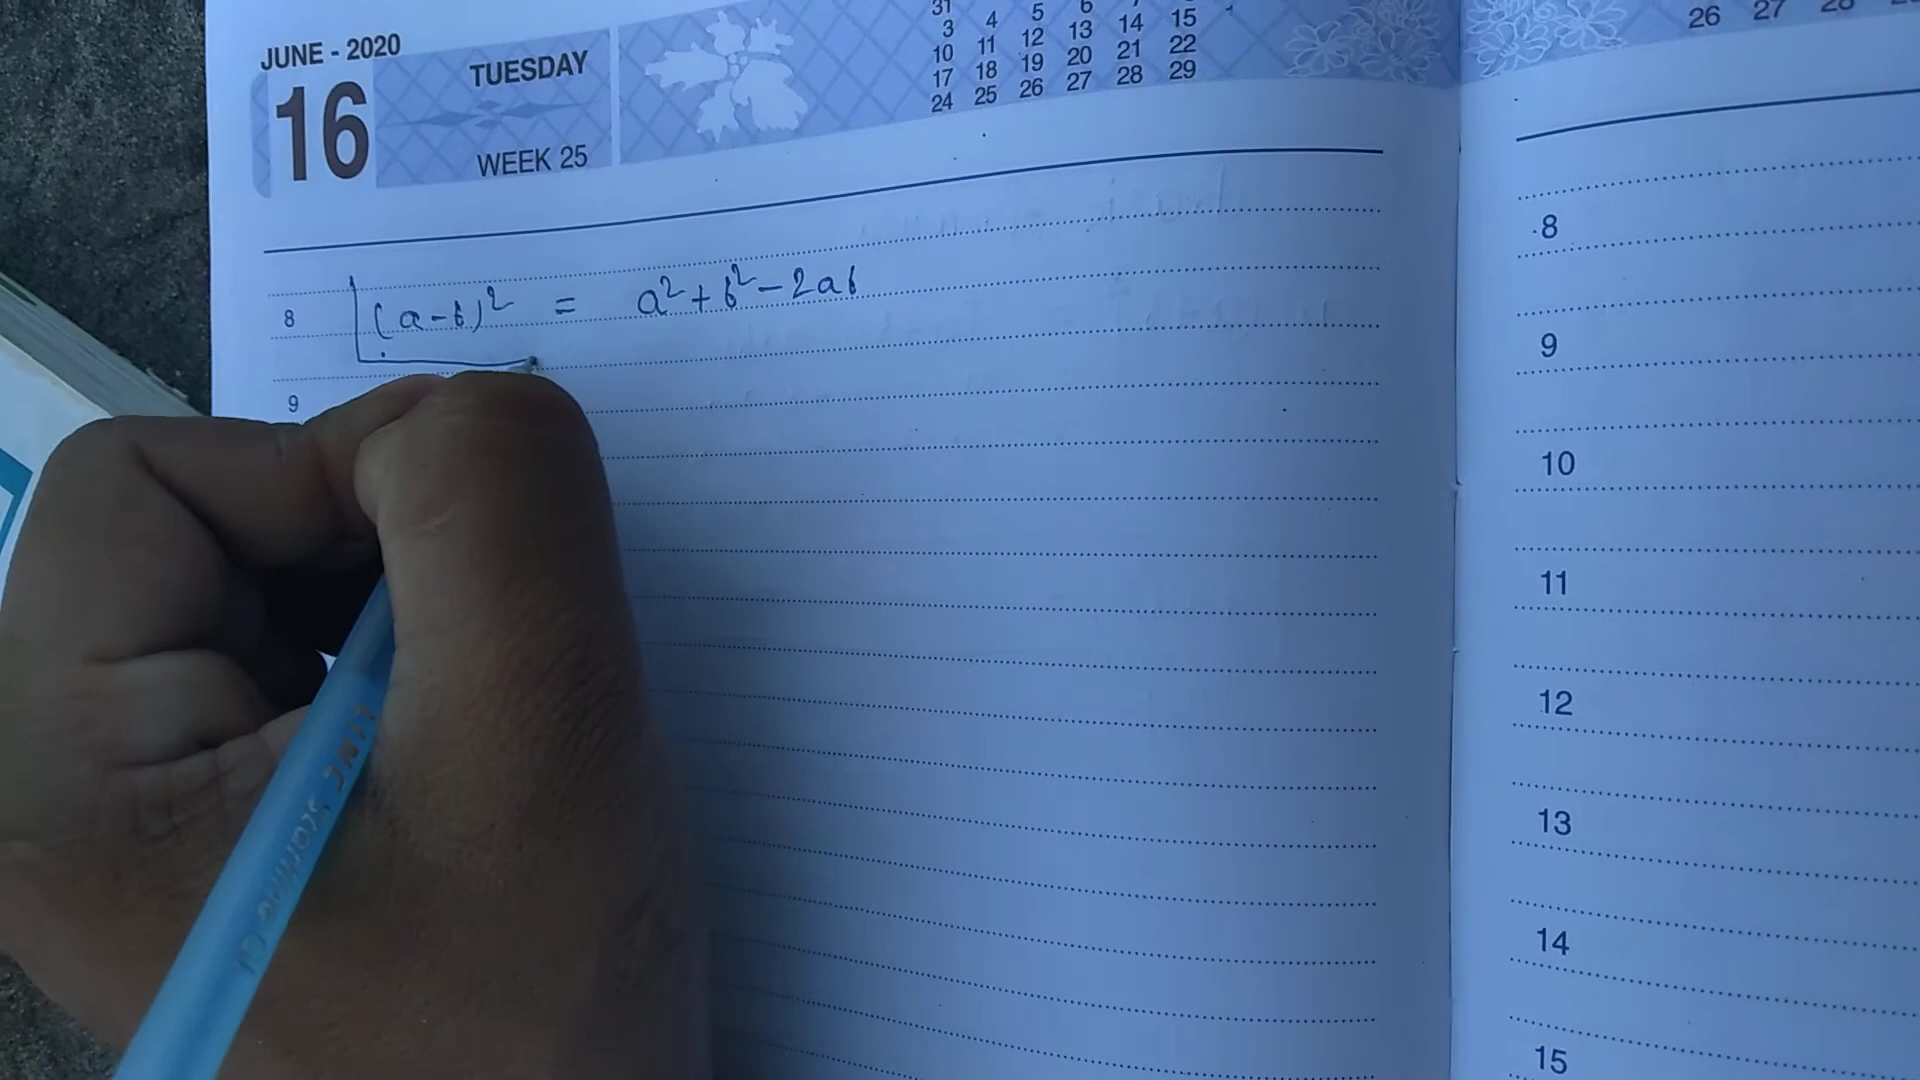 JUNE - 2020
16
TUESDAY
WEEK 25
31
3 4 5 6
10 11 12 13 14 15
17 18 19 20 21 22
24 25 26 27 28 29
26 27 28
8 (a-b)² = a²+b²-2ab
9
8
9
10
11
12
13
14
15